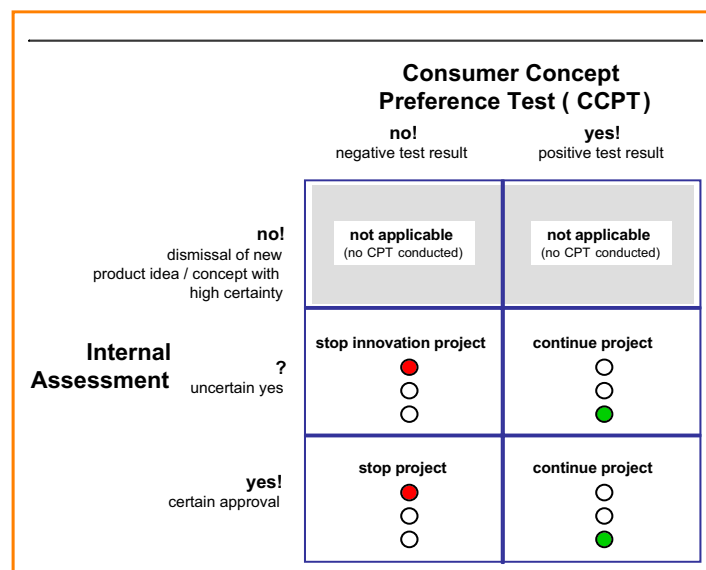 Consumer Concept
Preference Test ( CCPT)
no!
negative test result
yes!
positive test result
no!
dismissal of new
product idea / concept with
high certainty
not applicable
(no CPT conducted)
not applicable
(no CPT conducted)
Internal
Assessment
?
uncertain yes
stop innovation project
continue project
yes!
certain approval
stop project
continue project